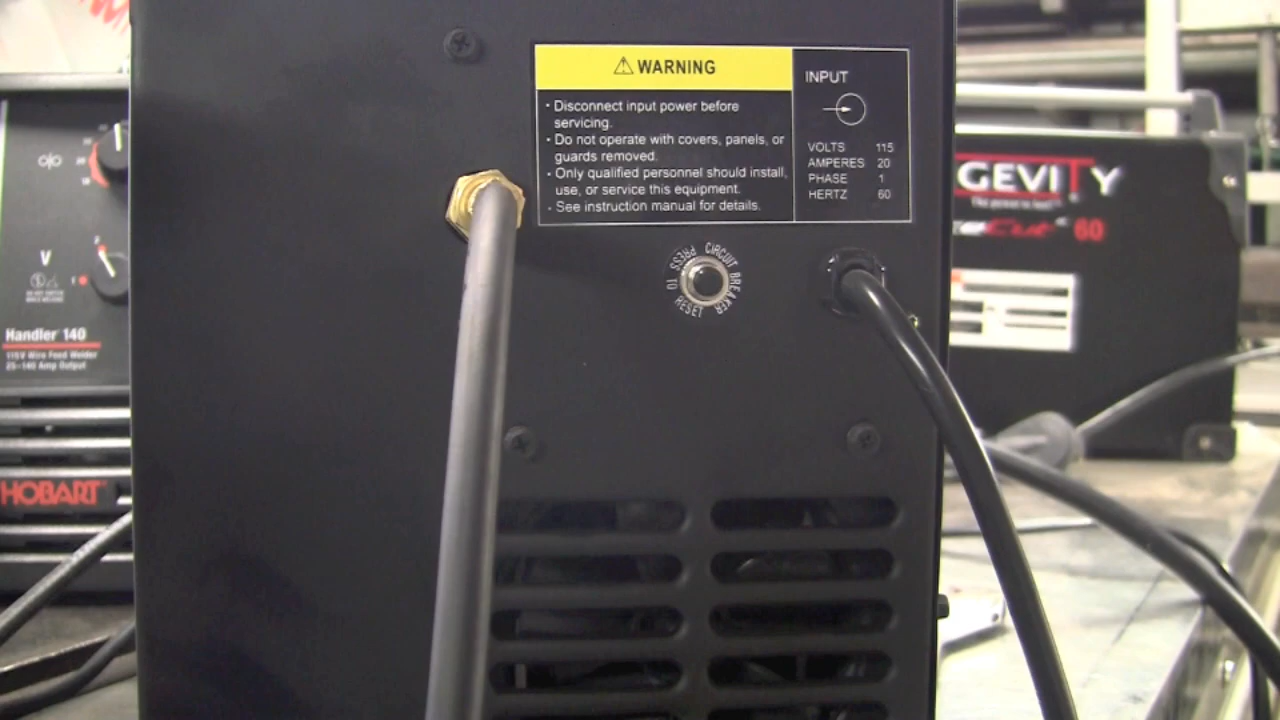 WARNING
• Disconnect input power before
servicing.
• Do not operate with covers, panels, or
guards removed.
• Only qualified personnel should install,
use, or service this equipment.
• See instruction manual for details.
INPUT
VOLTS 115
AMPERES 20
PHASE 1
HERTZ 60
CIRCUIT BREAKER
PRESS TO RESET
V
Handler 140
115V Wire Feed Welder
25-140 Amp Output
HOBART
GEVITY
Cut 60